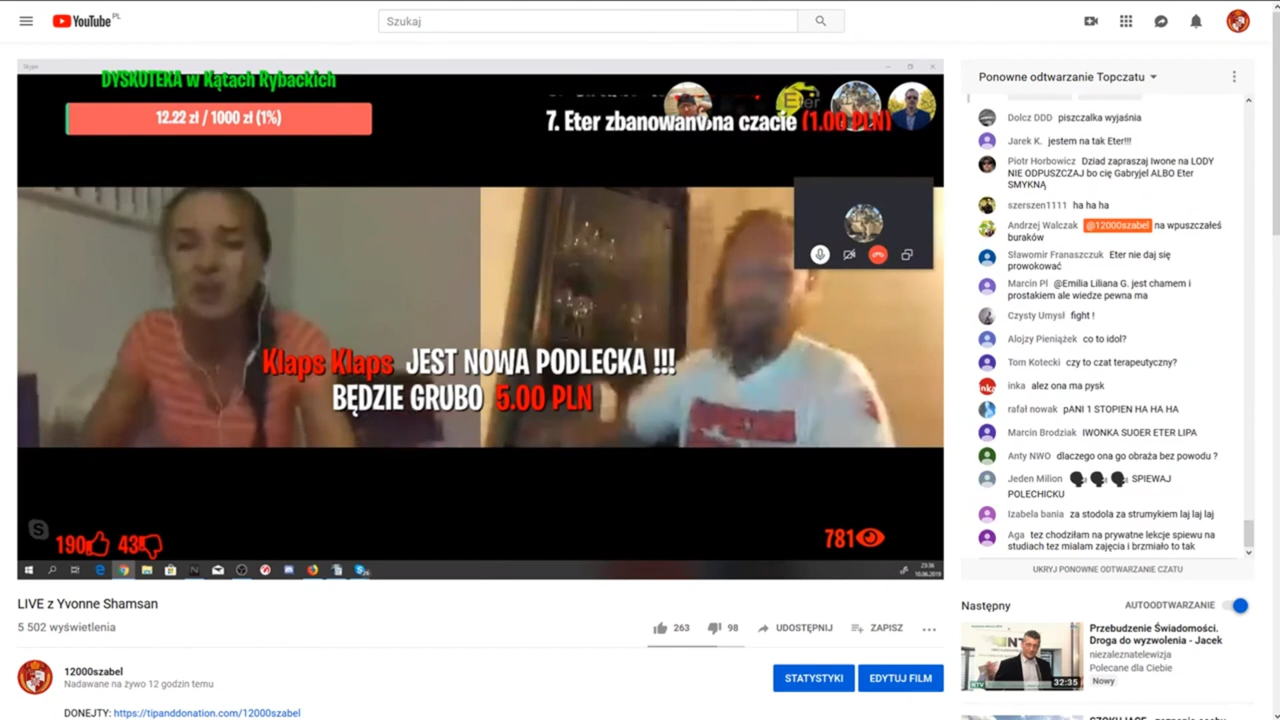 YouTube PL
Szukaj
Skype
DYSKOTEKA w Kątach Rybackich
12.22 zł / 1000 zł (1%)
Eter
7. Eter zbanowany na czacie (1.00 PLN)
Klaps Klaps JEST NOWA PODLECKA !!!
BĘDZIE GRUBO 5.00 PLN
190 43
781
23:36
10.06.2019
Ponowne odtwarzanie Topczatu
Dolcz DDD piszczalka wyjaśnia
Jarek K. jestem na tak Eter!!!
Piotr Horbowicz Dziad zapraszaj Iwone na LODY
NIE ODPUSZCZAJ bo cię Gabryjel ALBO Eter
SMYKNĄ
szerszen1111 ha ha ha
Andrzej Walczak @12000szabel na wpuszczałeś
buraków
Sławomir Franaszczuk Eter nie daj się
prowokować
Marcin Pl @Emilia Liliana G. jest chamem i
prostakiem ale wiedze pewna ma
Czysty Umysł fight !
Alojzy Pieniążek co to idol?
Tom Kotecki czy to czat terapeutyczny?
inka alez ona ma pysk
rafał nowak pANI 1 STOPIEN HA HA HA
Marcin Brodziak IWONKA SUOER ETER LIPA
Anty NWO dlaczego ona go obraża bez powodu ?
Jeden Milion 🗣 🗣 🗣 SPIEWAJ
POLECHICKU
Izabela bania za stodola za strumykiem laj laj laj
Aga tez chodziłam na prywatne lekcje spiewu na
studiach tez mialam zajęcia i brzmiało to tak
UKRYJ PONOWNE ODTWARZANIE CZATU
LIVE z Yvonne Shamsan
5 502 wyświetlenia
263 98 UDOSTĘPNIJ ZAPISZ
12000szabel
Nadawane na żywo 12 godzin temu
STATYSTYKI EDYTUJ FILM
DONEJTY: https://tipanddonation.com/12000szabel
Następny AUTOODTWARZANIE
Przebudzenie Świadomości.
Droga do wyzwolenia - Jacek
niezaleznatelewizja
Polecane dla Ciebie
Nowy
32:35